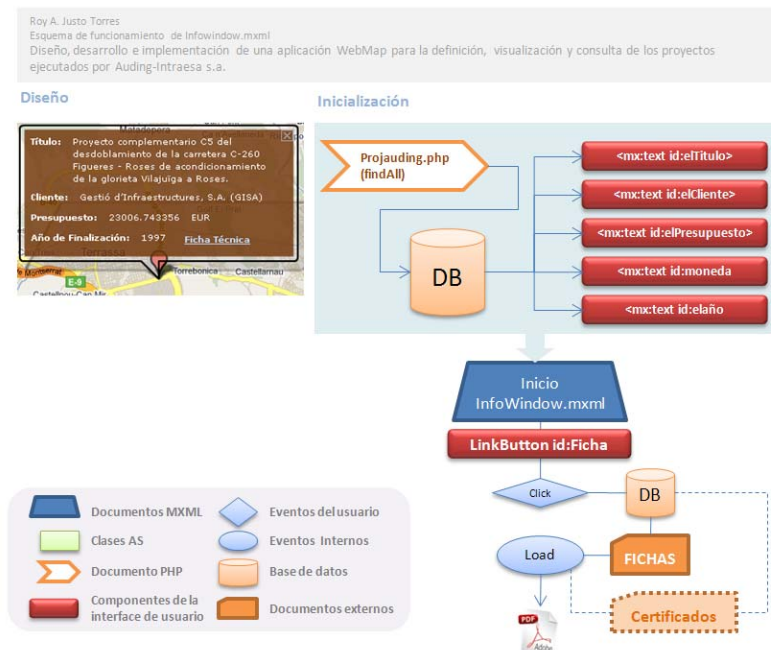 Roy A. Justo Torres
Esquema de funcionamiento de Infowindow.mxml
Diseño, desarrollo e implementación de una aplicación WebMap para la definición, visualización y consulta de los proyectos
ejecutados por Auding-Intraesa s.a.
Diseño
Inicialización
Matadepera
Título: Proyecto complementario C5 del
desdoblamiento de la carretera C-260
Figueres - Roses de acondicionamiento
de la glorieta Vilajuïga a Roses.
Cliente: Gestió d'Infraestructures, S.A. (GISA)
Presupuesto: 23006.743356 EUR
Año de Finalización: 1997 Ficha Técnica
Terrassa
Torrebonica Castellarnau
E-9
Projauding.php
(findAll)
DB
<mx:text id:elTitulo>
<mx:text id:elCliente>
<mx:text id:elPresupuesto>
<mx:text id:moneda
<mx:text id:elaño
Inicio
InfoWindow.mxml
LinkButton id:Ficha
Click
DB
Load
FICHAS
Certificados
PDF
Adobe
Documentos MXML
Eventos del usuario
Clases AS
Eventos Internos
Documento PHP
Base de datos
Componentes de la
interface de usuario
Documentos externos